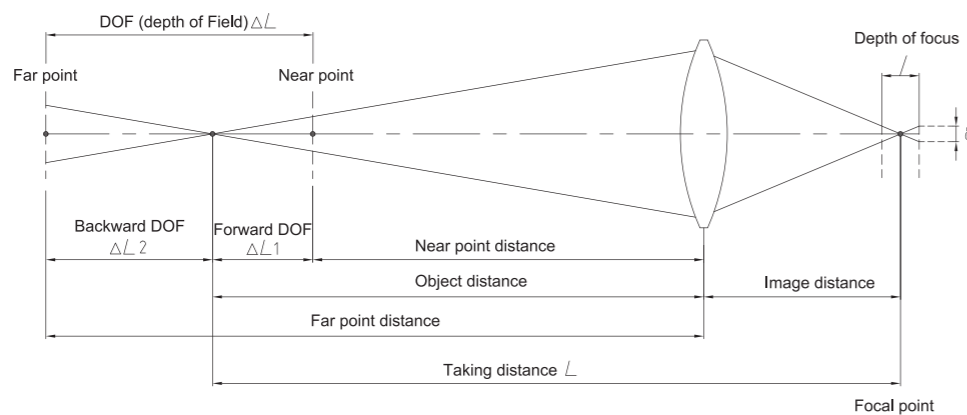 DOF (depth of Field)△L
Depth of focus
Far point
Near point
Backward DOF
△L2
Forward DOF
△L1
Near point distance
Object distance
Image distance
Far point distance
Taking distance L
Focal point